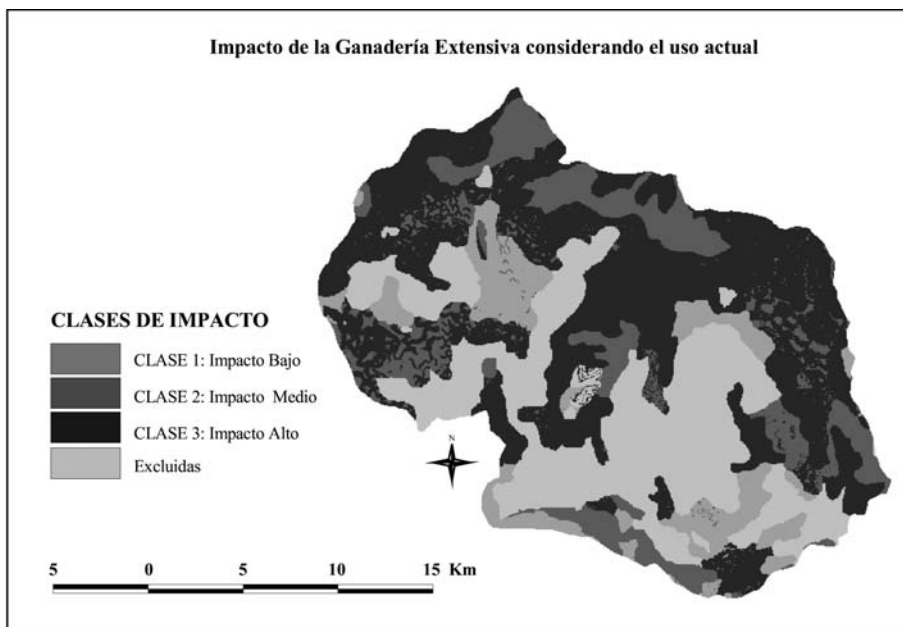 Impacto de la Ganadería Extensiva considerando el uso actual
CLASES DE IMPACTO
CLASE 1: Impacto Bajo
CLASE 2: Impacto Medio
CLASE 3: Impacto Alto
Excluidas
N
5 0 5 10 15 Km